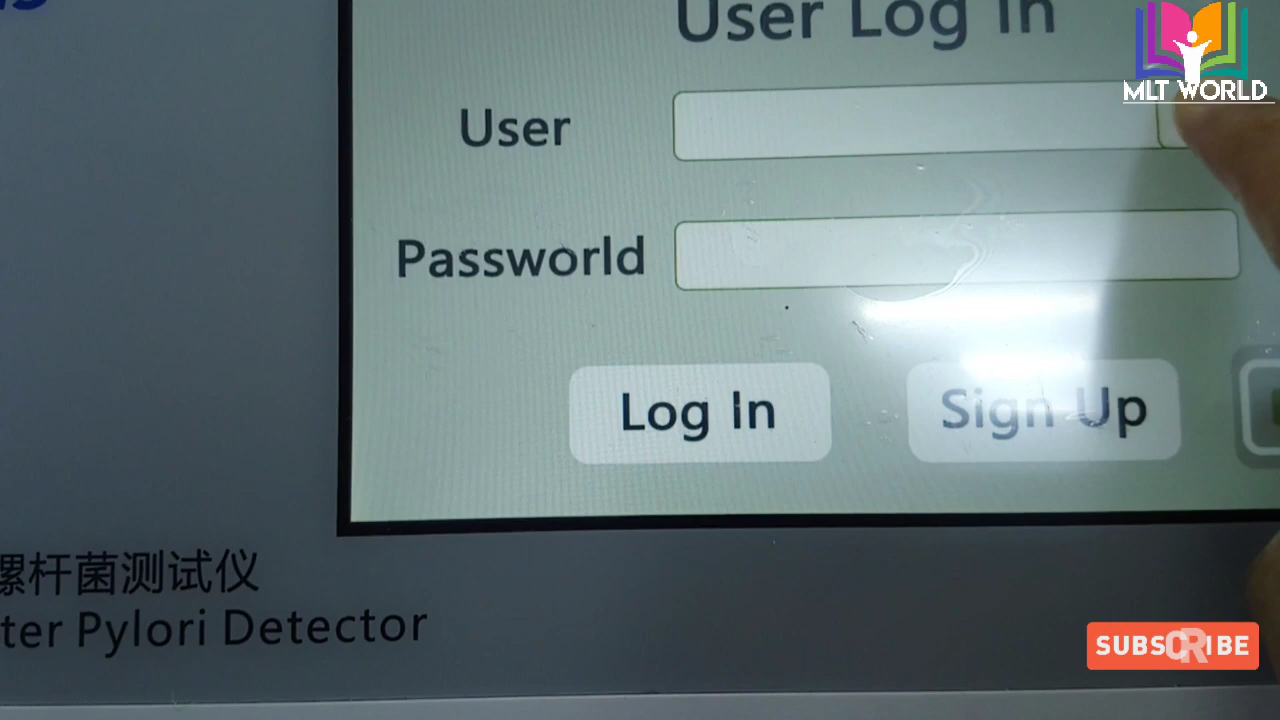 User Log In
MLT WORLD
User
Passworld
Log In
Sign Up
螺杆菌测试仪
ter Pylori Detector
SUBSCRIBE